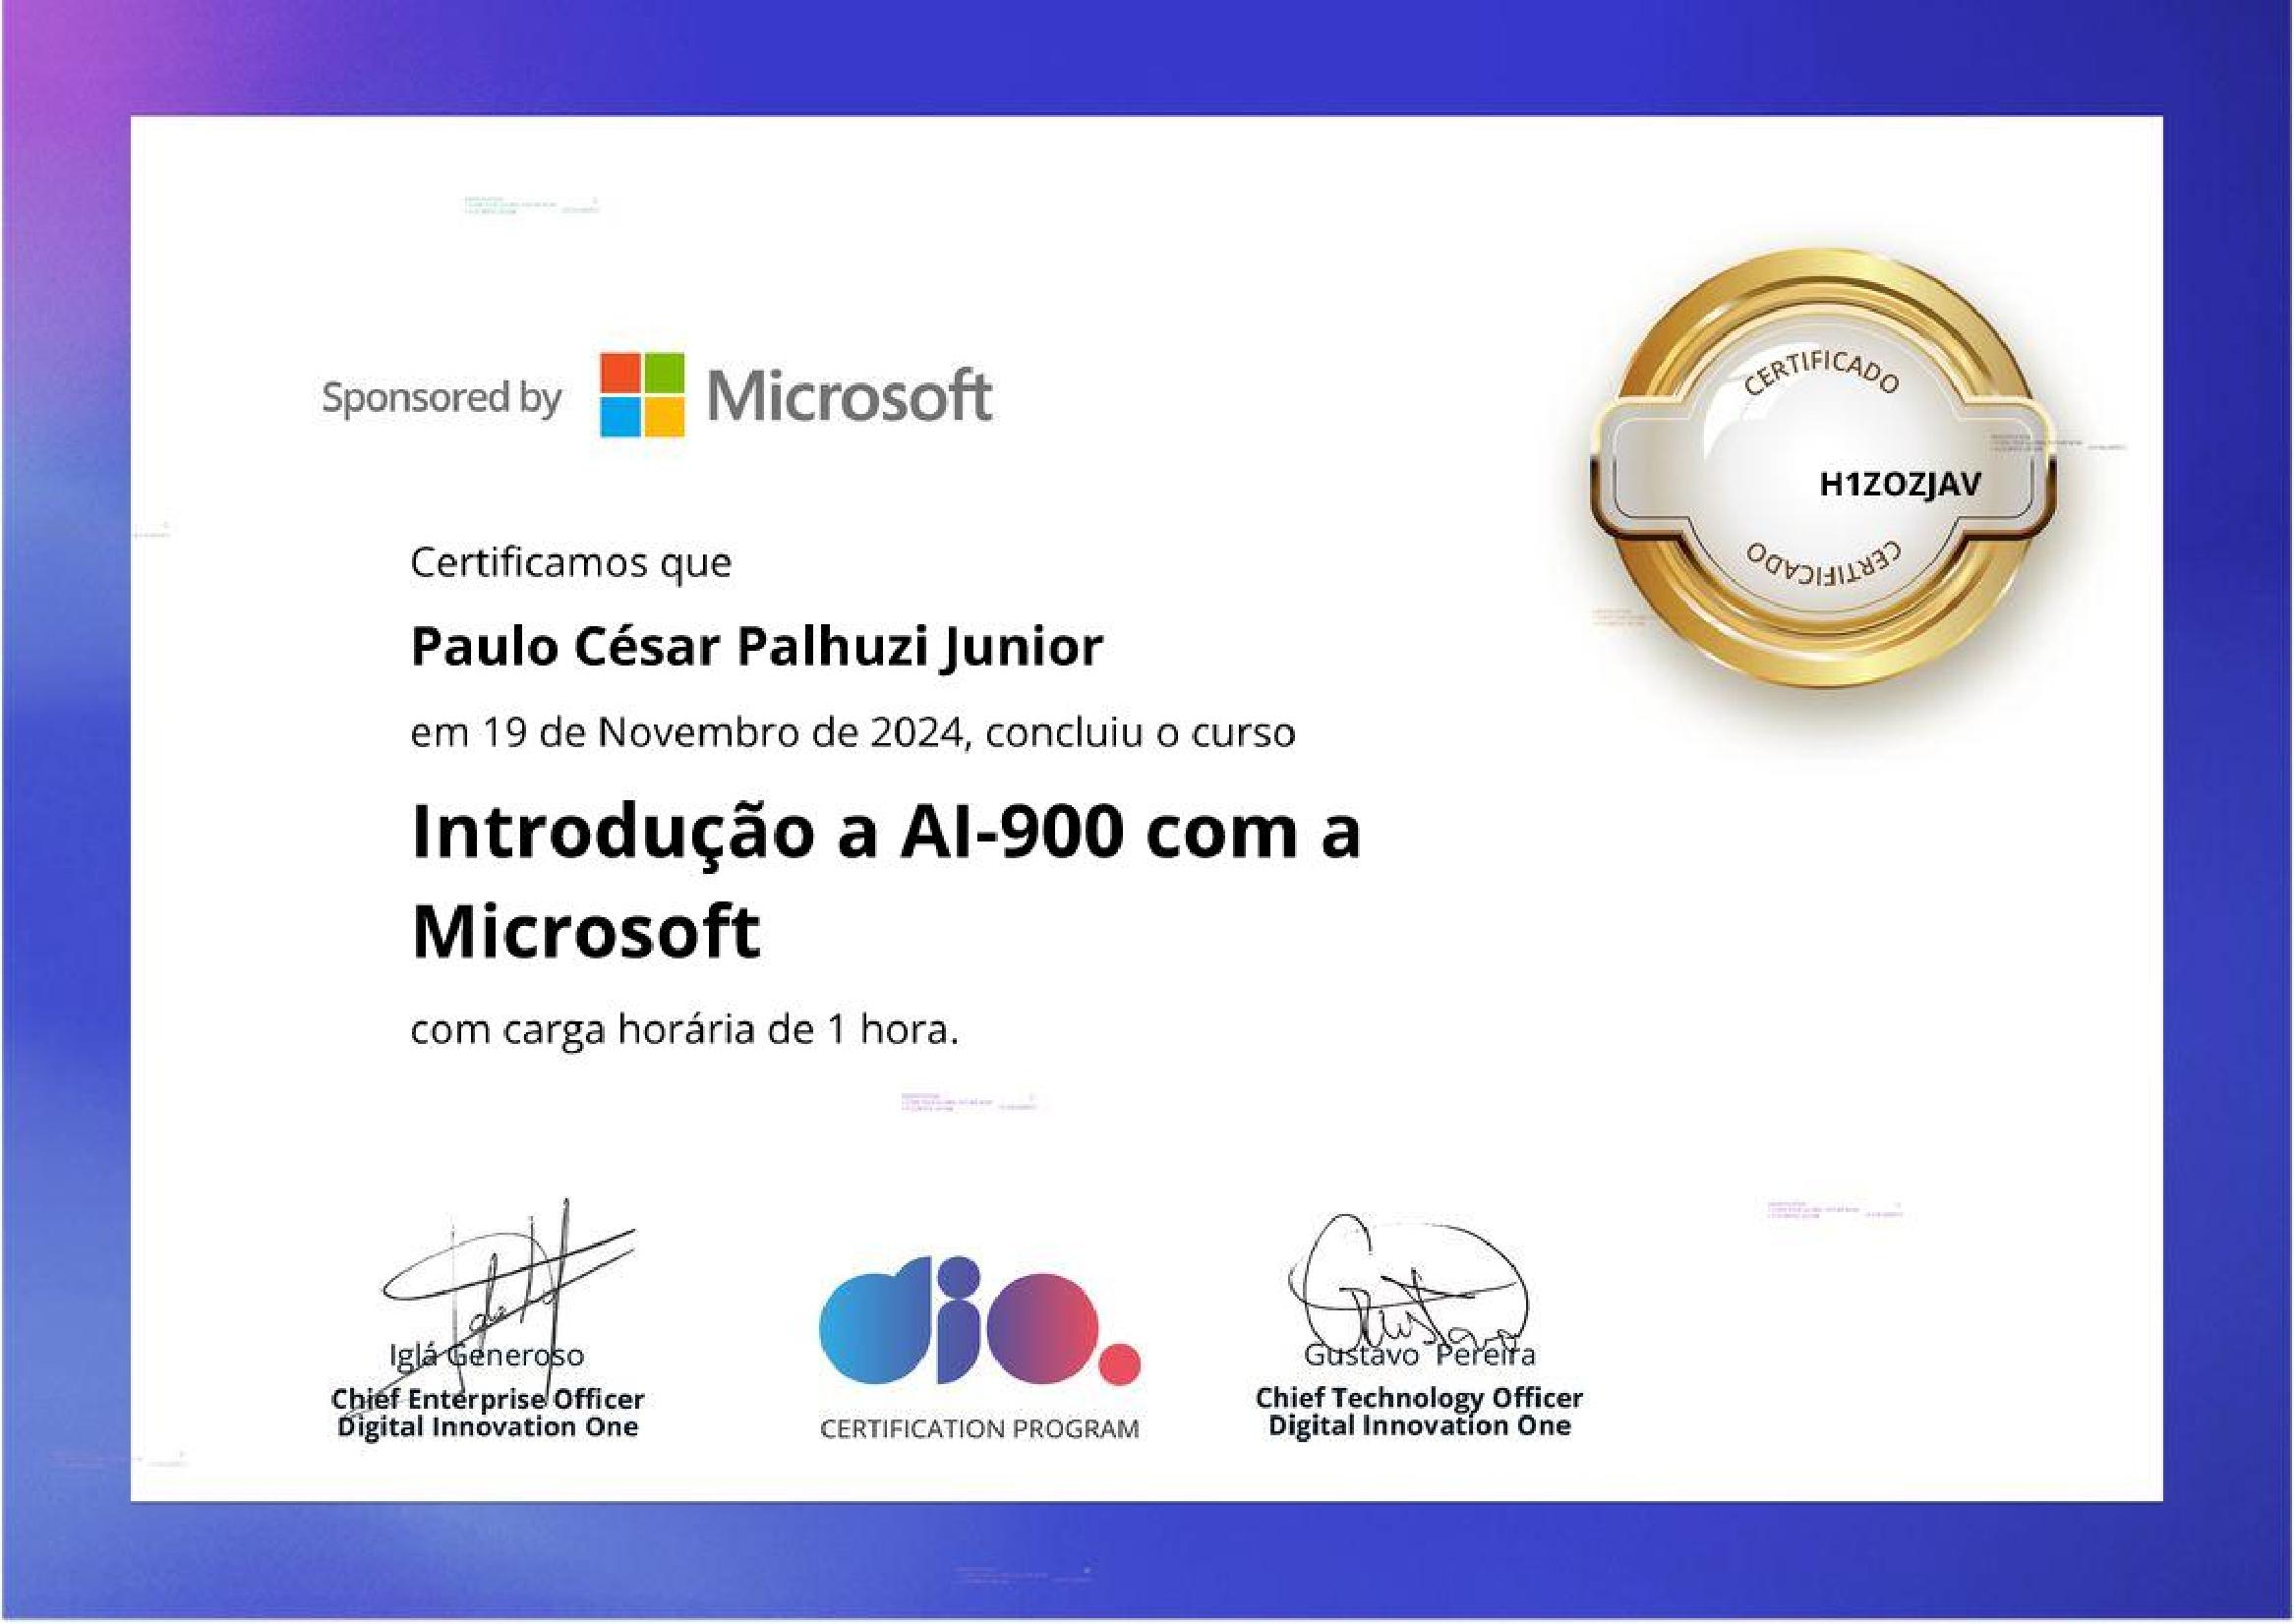 Sponsored by Microsoft
CERTIFICADO
H1ZOZJAV
CERTIFICADO
Certificamos que
Paulo César Palhuzi Junior
em 19 de Novembro de 2024, concluiu o curso
Introdução a AI-900 com a
Microsoft
com carga horária de 1 hora.
Iglá Generoso
Chief Enterprise Officer
Digital Innovation One
dio.
CERTIFICATION PROGRAM
Gustavo Pereira
Chief Technology Officer
Digital Innovation One